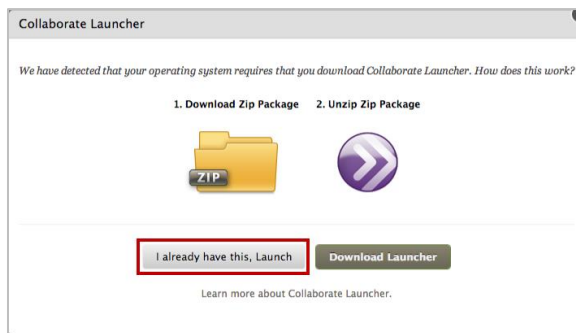 Collaborate Launcher
We have detected that your operating system requires that you download Collaborate Launcher. How does this work?
1. Download Zip Package 2. Unzip Zip Package
ZIP
I already have this, Launch Download Launcher
Learn more about Collaborate Launcher.